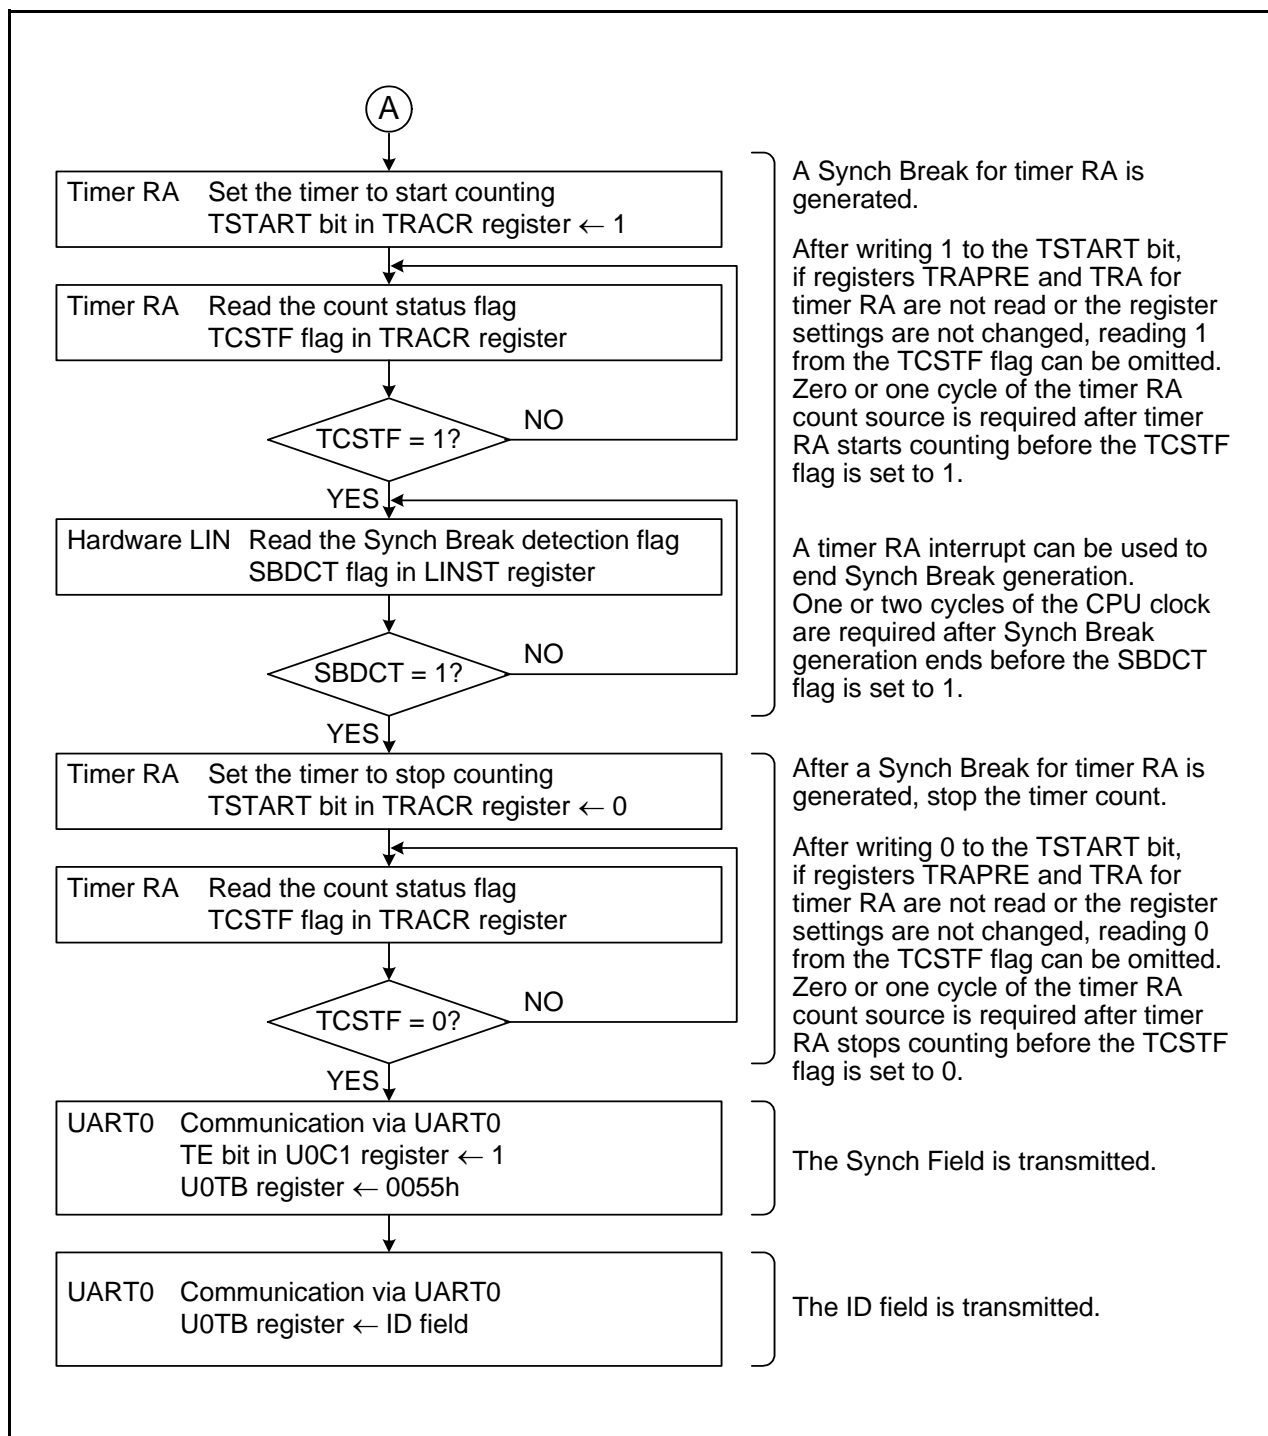 A
Timer RA Set the timer to start counting
TSTART bit in TRACR register ← 1
Timer RA Read the count status flag
TCSTF flag in TRACR register
TCSTF = 1?
NO
YES
Hardware LIN Read the Synch Break detection flag
SBDCT flag in LINST register
SBDCT = 1?
NO
YES
A Synch Break for timer RA is
generated.
After writing 1 to the TSTART bit,
if registers TRAPRE and TRA for
timer RA are not read or the register
settings are not changed, reading 1
from the TCSTF flag can be omitted.
Zero or one cycle of the timer RA
count source is required after timer
RA starts counting before the TCSTF
flag is set to 1.
A timer RA interrupt can be used to
end Synch Break generation.
One or two cycles of the CPU clock
are required after Synch Break
generation ends before the SBDCT
flag is set to 1.
Timer RA Set the timer to stop counting
TSTART bit in TRACR register ← 0
Timer RA Read the count status flag
TCSTF flag in TRACR register
TCSTF = 0?
NO
YES
After a Synch Break for timer RA is
generated, stop the timer count.
After writing 0 to the TSTART bit,
if registers TRAPRE and TRA for
timer RA are not read or the register
settings are not changed, reading 0
from the TCSTF flag can be omitted.
Zero or one cycle of the timer RA
count source is required after timer
RA stops counting before the TCSTF
flag is set to 0.
UART0 Communication via UART0
TE bit in U0C1 register ← 1
U0TB register ← 0055h
The Synch Field is transmitted.
UART0 Communication via UART0
U0TB register ← ID field
The ID field is transmitted.